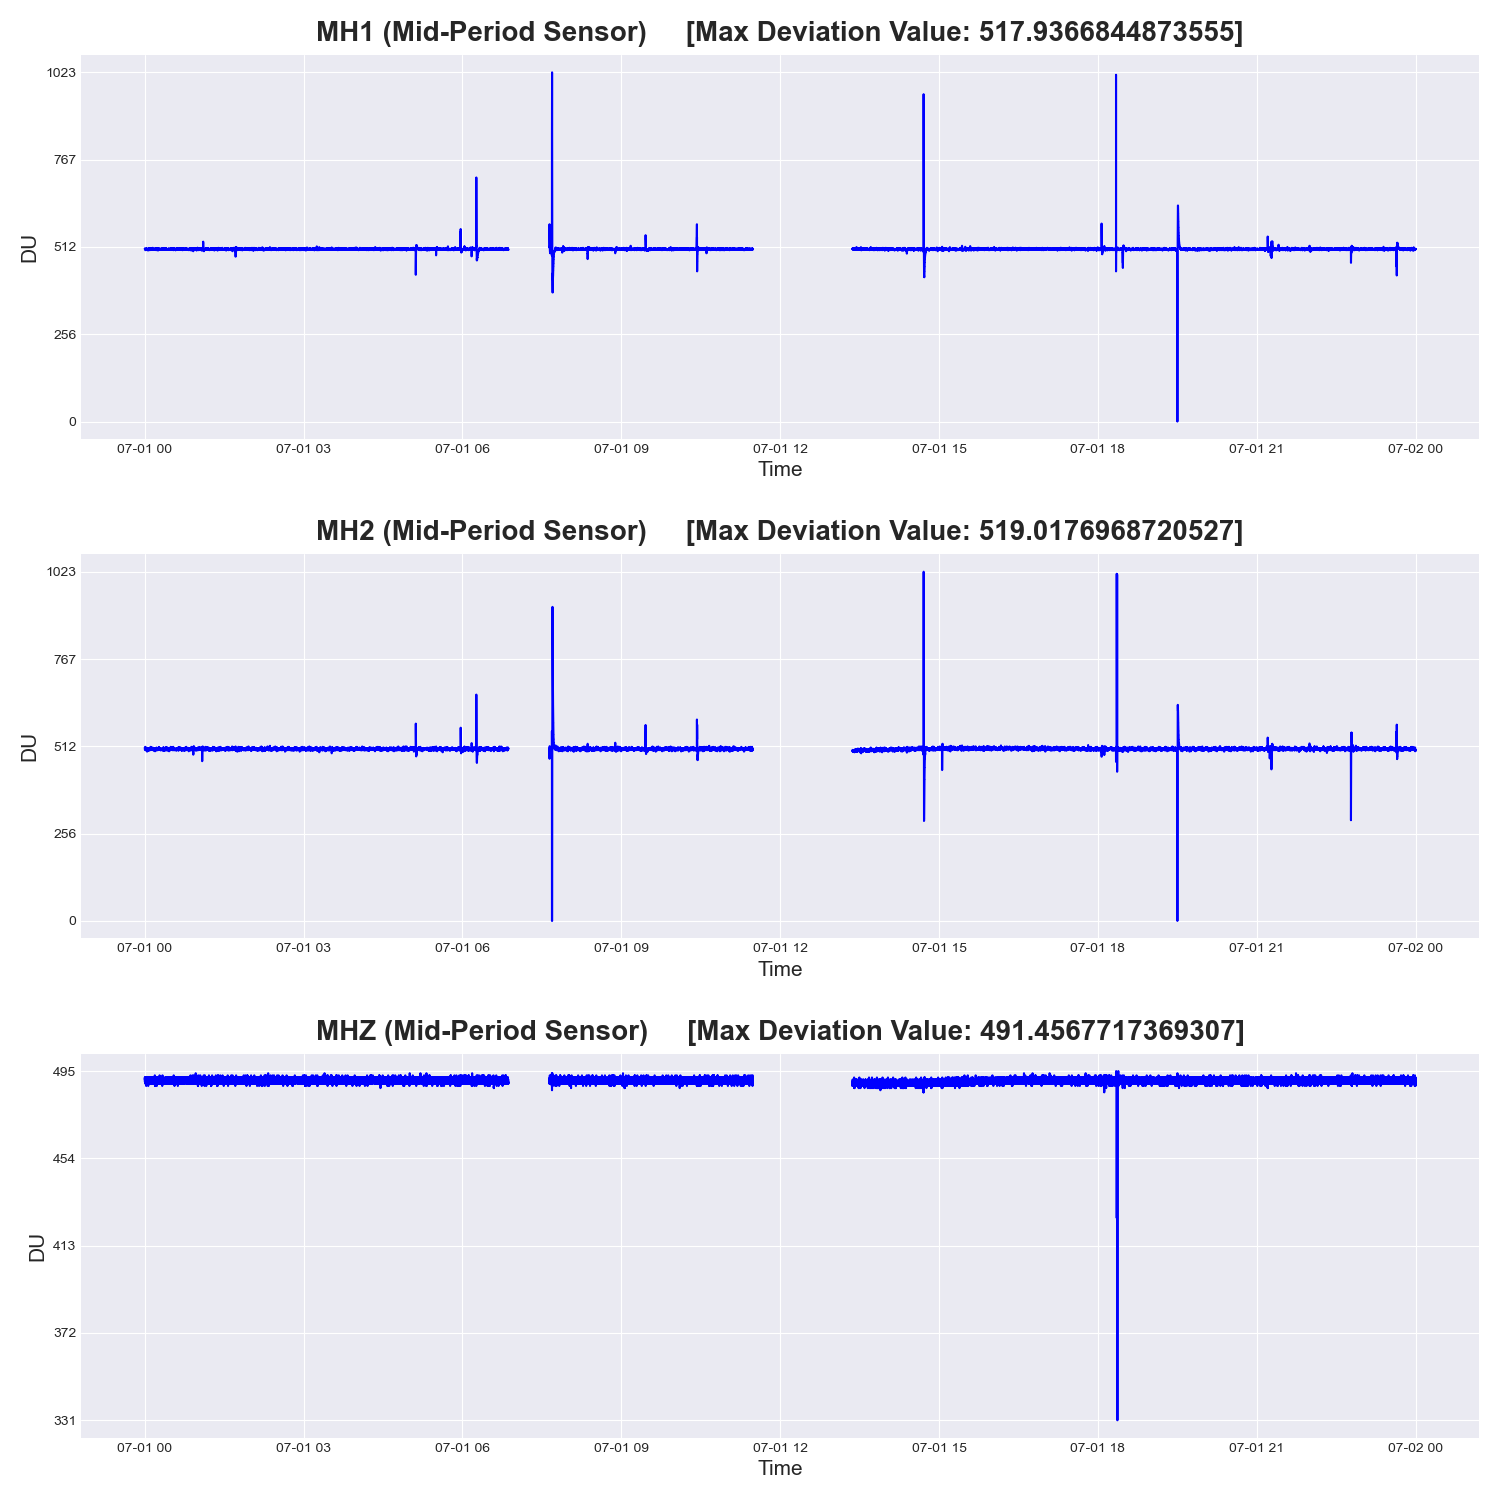 MH1 (Mid-Period Sensor) [Max Deviation Value: 517.9366844873555]
1023
767
512
256
0
DU
07-01 00 07-01 03 07-01 06 07-01 09 07-01 12 07-01 15 07-01 18 07-01 21 07-02 00
Time
MH2 (Mid-Period Sensor) [Max Deviation Value: 519.0176968720527]
1023
767
512
256
0
DU
07-01 00 07-01 03 07-01 06 07-01 09 07-01 12 07-01 15 07-01 18 07-01 21 07-02 00
Time
MHZ (Mid-Period Sensor) [Max Deviation Value: 491.4567717369307]
495
454
413
372
331
DU
07-01 00 07-01 03 07-01 06 07-01 09 07-01 12 07-01 15 07-01 18 07-01 21 07-02 00
Time